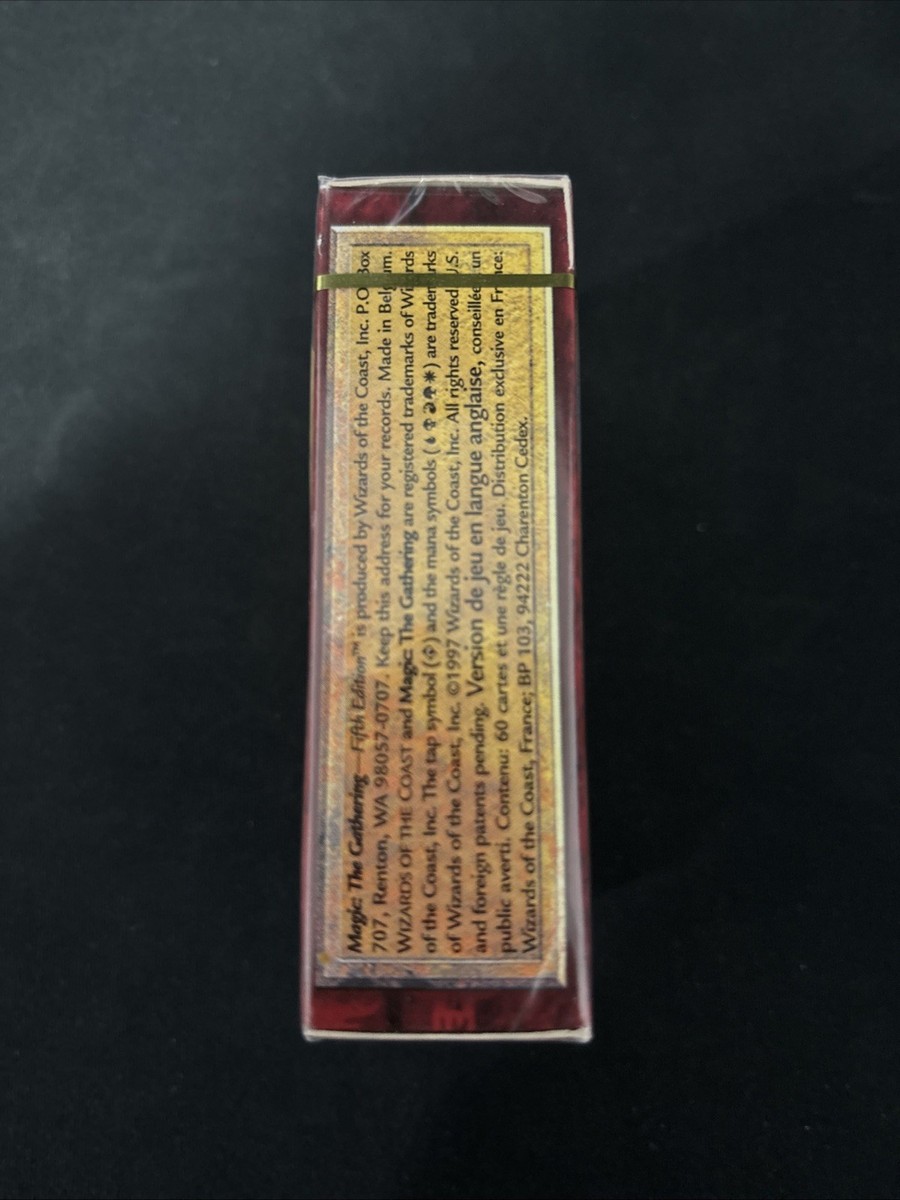 Magic: The Gathering—Fifth Edition™ is produced by Wizards of the Coast, Inc. P.O. Box
707, Renton, WA 98057-0707. Keep this address for your records. Made in Belgium.
WIZARDS OF THE COAST and Magic: The Gathering are registered trademarks of Wizards
of the Coast, Inc. The tap symbol ( ) and the mana symbols ( ) are trademarks
of Wizards of the Coast, Inc. ©1997 Wizards of the Coast, Inc. All rights reserved U.S.
and foreign patents pending. Version de jeu en langue anglaise, conseillée un
public averti. Contenu: 60 cartes et une règle de jeu. Distribution exclusive en France:
Wizards of the Coast, France; BP 103, 94222 Charenton Cedex.